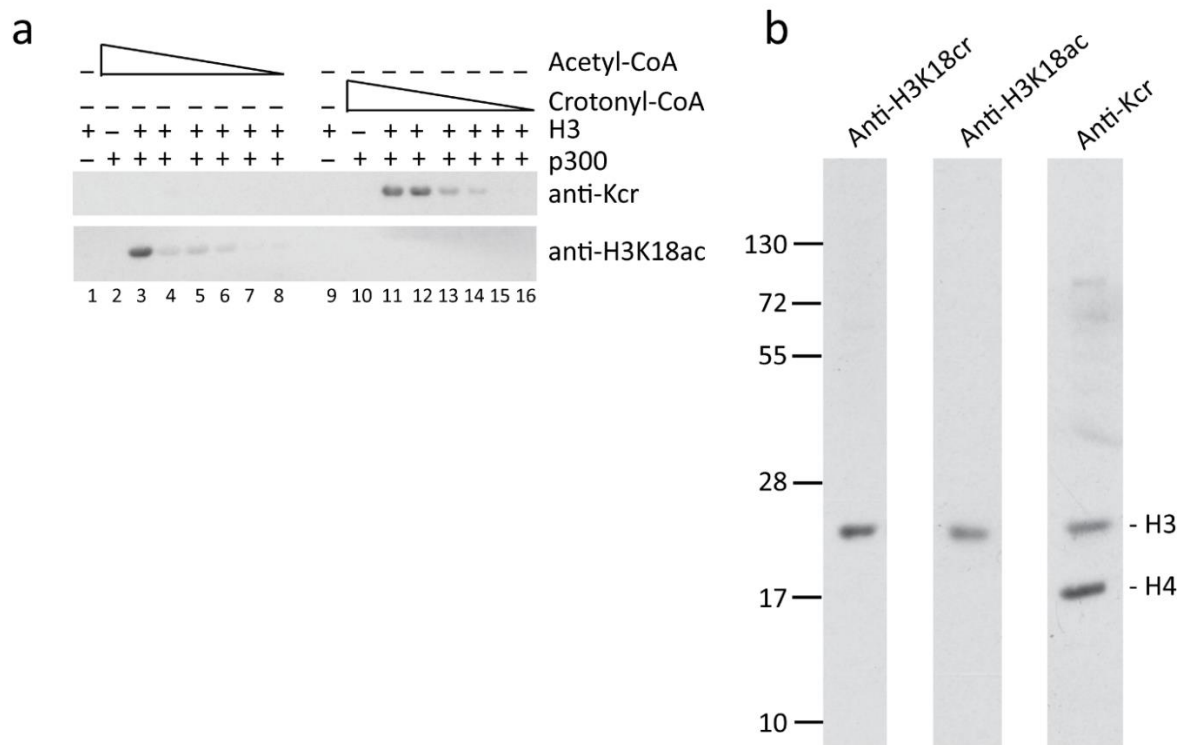 a
– – – – – – – – – Acetyl-CoA
– – – – – – – – – Crotonyl-CoA
+ – + + + + + + + – + + + + + + H3
– + + + + + + + – + + + + + + + p300
anti-Kcr
anti-H3K18ac
1 2 3 4 5 6 7 8 9 10 11 12 13 14 15 16
b
Anti-H3K18cr
Anti-H3K18ac
Anti-Kcr
130
72
55
28
17
10
- H3
- H4